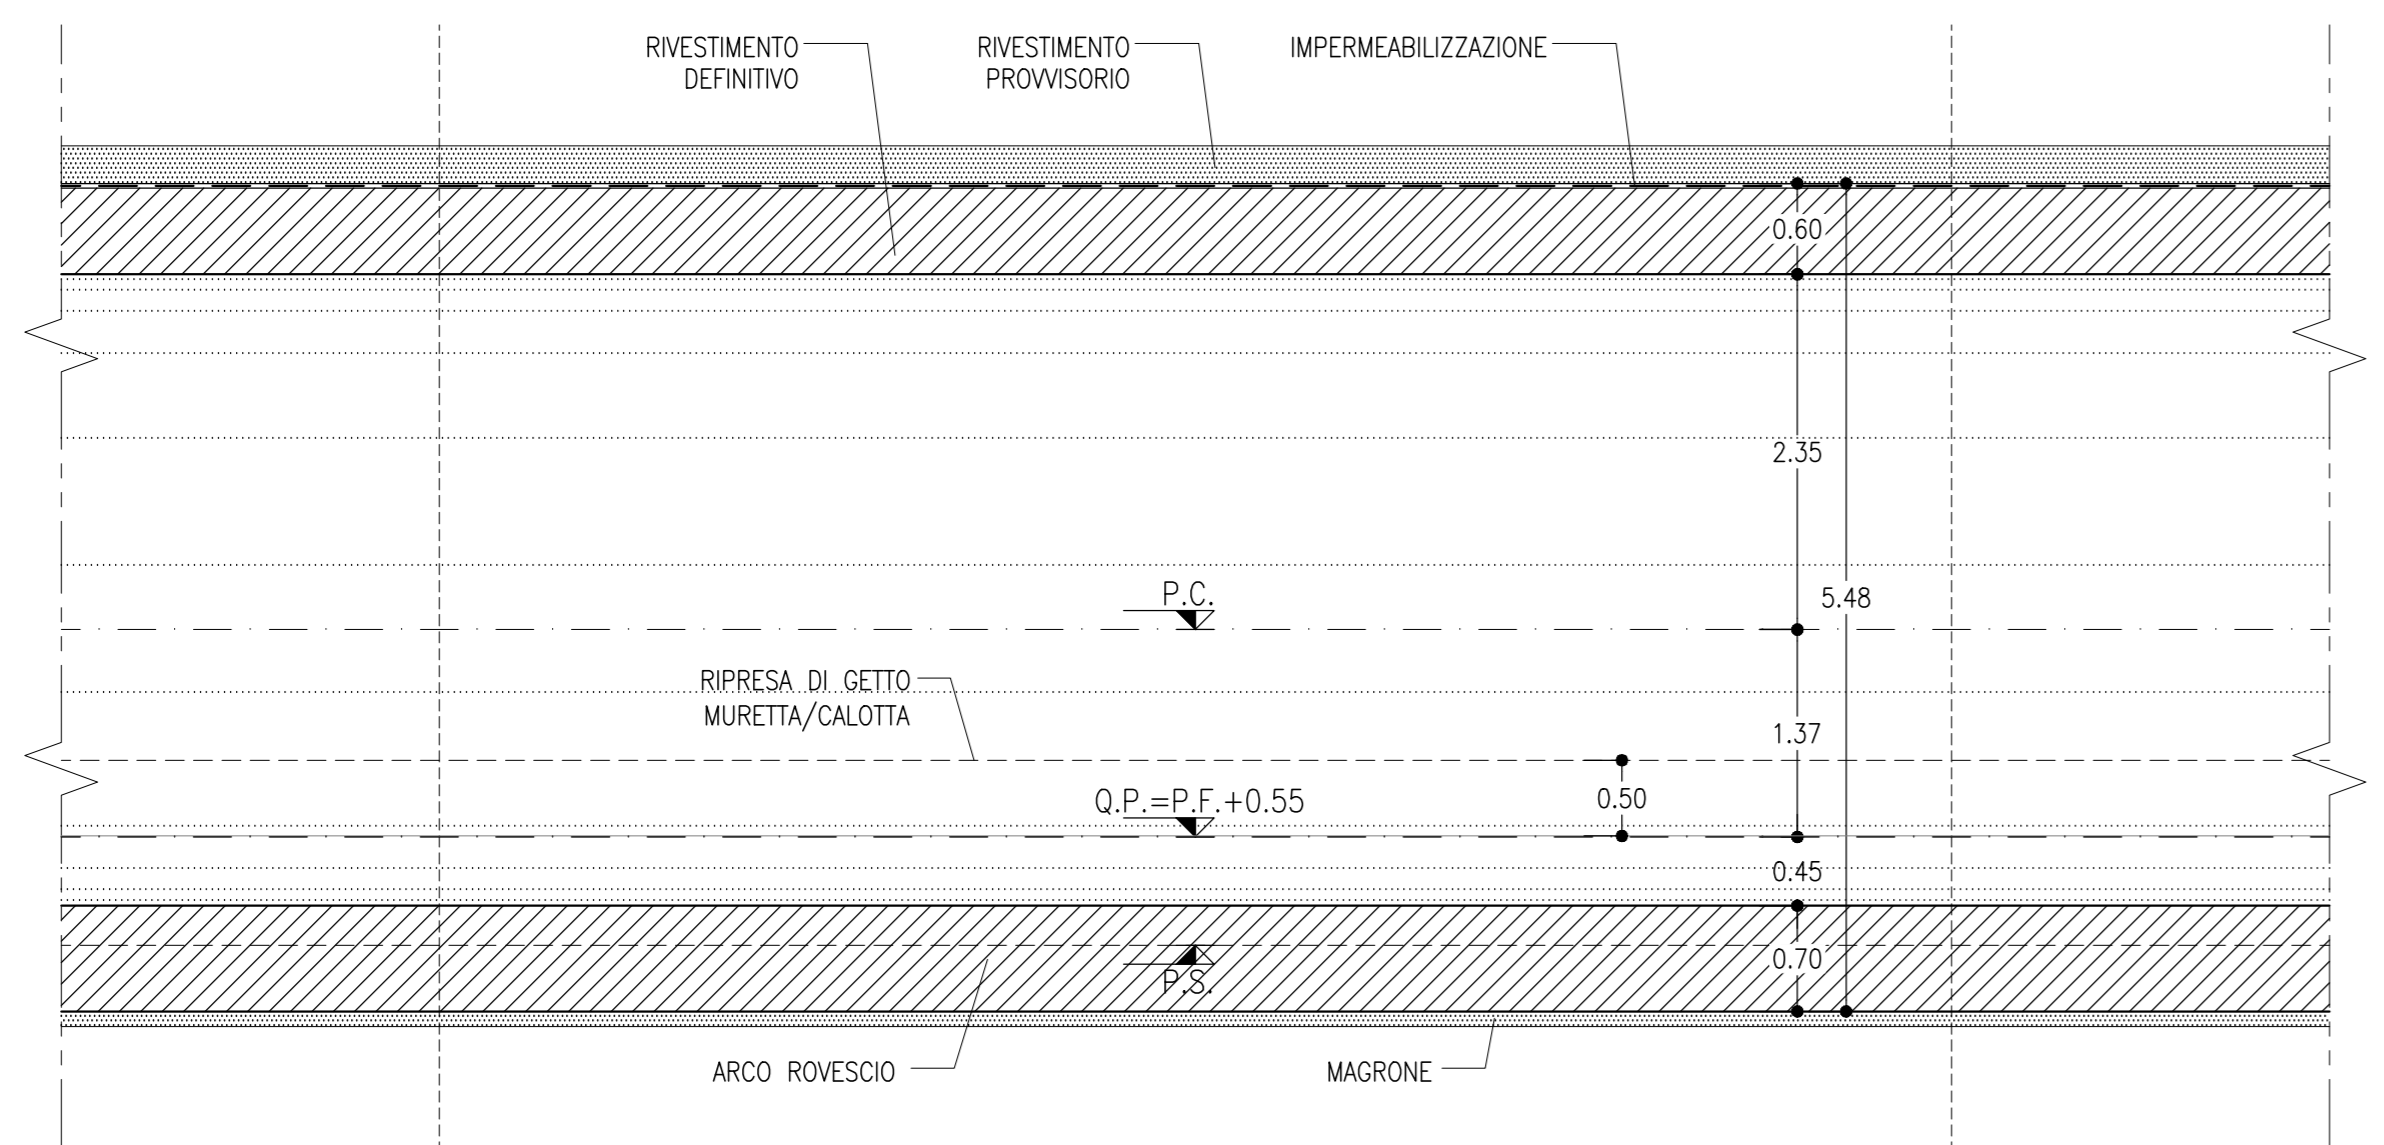 RIVESTIMENTO
DEFINITIVO
RIVESTIMENTO
PROVVISORIO
IMPERMEABILIZZAZIONE
0.60
2.35
P.C.
5.48
RIPRESA DI GETTO
MURETTA/CALOTTA
1.37
Q.P.=P.F.+0.55
0.50
0.45
0.70
P.S.
ARCO ROVESCIO
MAGRONE